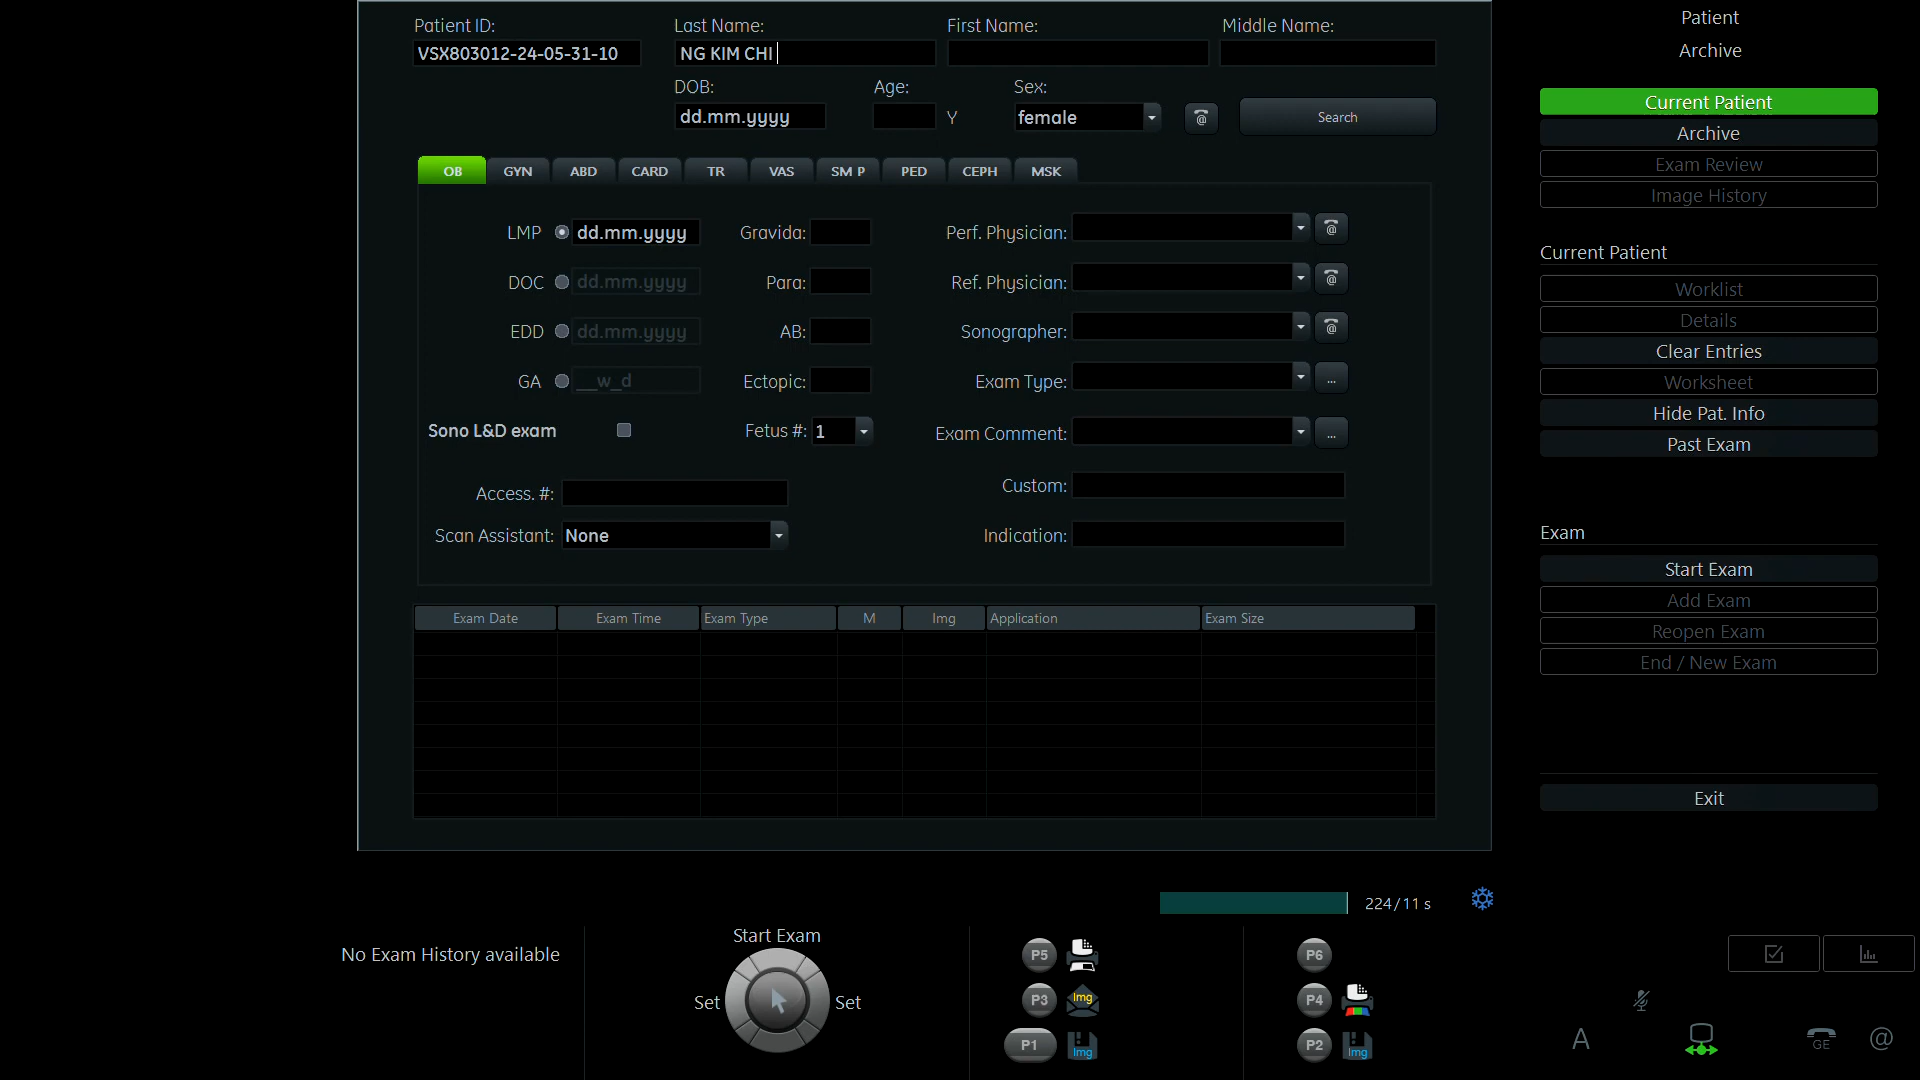 Patient ID: Last Name: First Name: Middle Name:
VSX803012-24-05-31-10 NG KIM CHI
DOB: Age: Sex:
dd.mm.yyyy Y female @ Search
OB GYN ABD CARD TR VAS SM P PED CEPH MSK
LMP dd.mm.yyyy Gravida: Perf. Physician: @
DOC dd.mm.yyyy Para: Ref. Physician: @
EDD dd.mm.yyyy AB: Sonographer: @
GA __w_d Ectopic: Exam Type: ...
Sono L&D exam Fetus #: 1 Exam Comment: ...
Access. #: Custom:
Scan Assistant: None Indication:
Exam Date Exam Time Exam Type M Img Application Exam Size
224/11 s
No Exam History available
Start Exam
Set Set
P5
P3 Img
P1 Img
P6
P4
P2 Img
Patient
Archive
Current Patient
Archive
Exam Review
Image History
Current Patient
Worklist
Details
Clear Entries
Worksheet
Hide Pat. Info
Past Exam
Exam
Start Exam
Add Exam
Reopen Exam
End / New Exam
Exit
A GE @